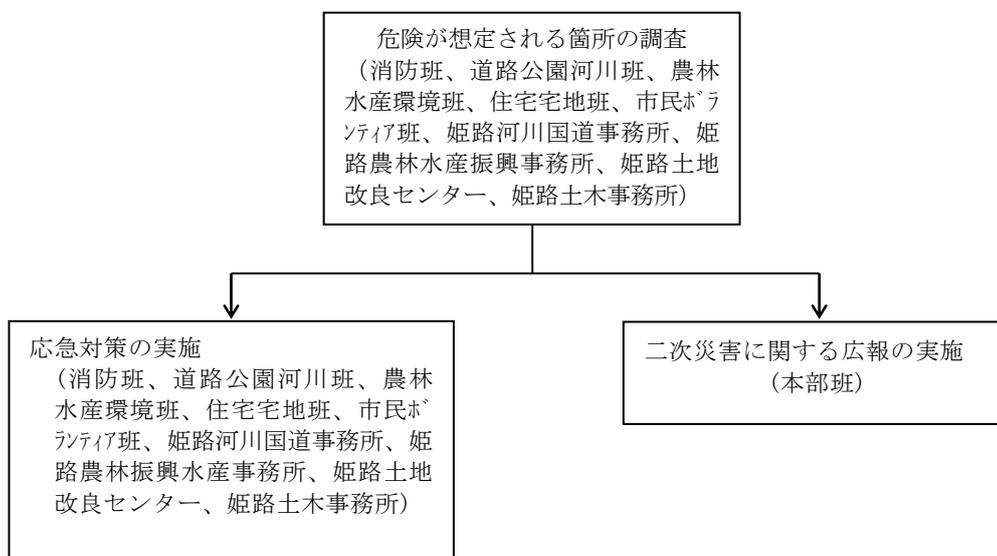 危険が想定される箇所の調査
（消防班、道路公園河川班、農林
水産環境班、住宅宅地班、市民ﾎﾞﾗ
ﾝﾃｨｱ班、姫路河川国道事務所、姫
路農林水産振興事務所、姫路土地
改良センター、姫路土木事務所）
応急対策の実施
（消防班、道路公園河川班、農林
水産環境班、住宅宅地班、市民ﾎﾞ
ﾗﾝﾃｨｱ班、姫路河川国道事務所、姫
路農林振興水産事務所、姫路土地
改良センター、姫路土木事務所）
二次災害に関する広報の実施
（本部班）